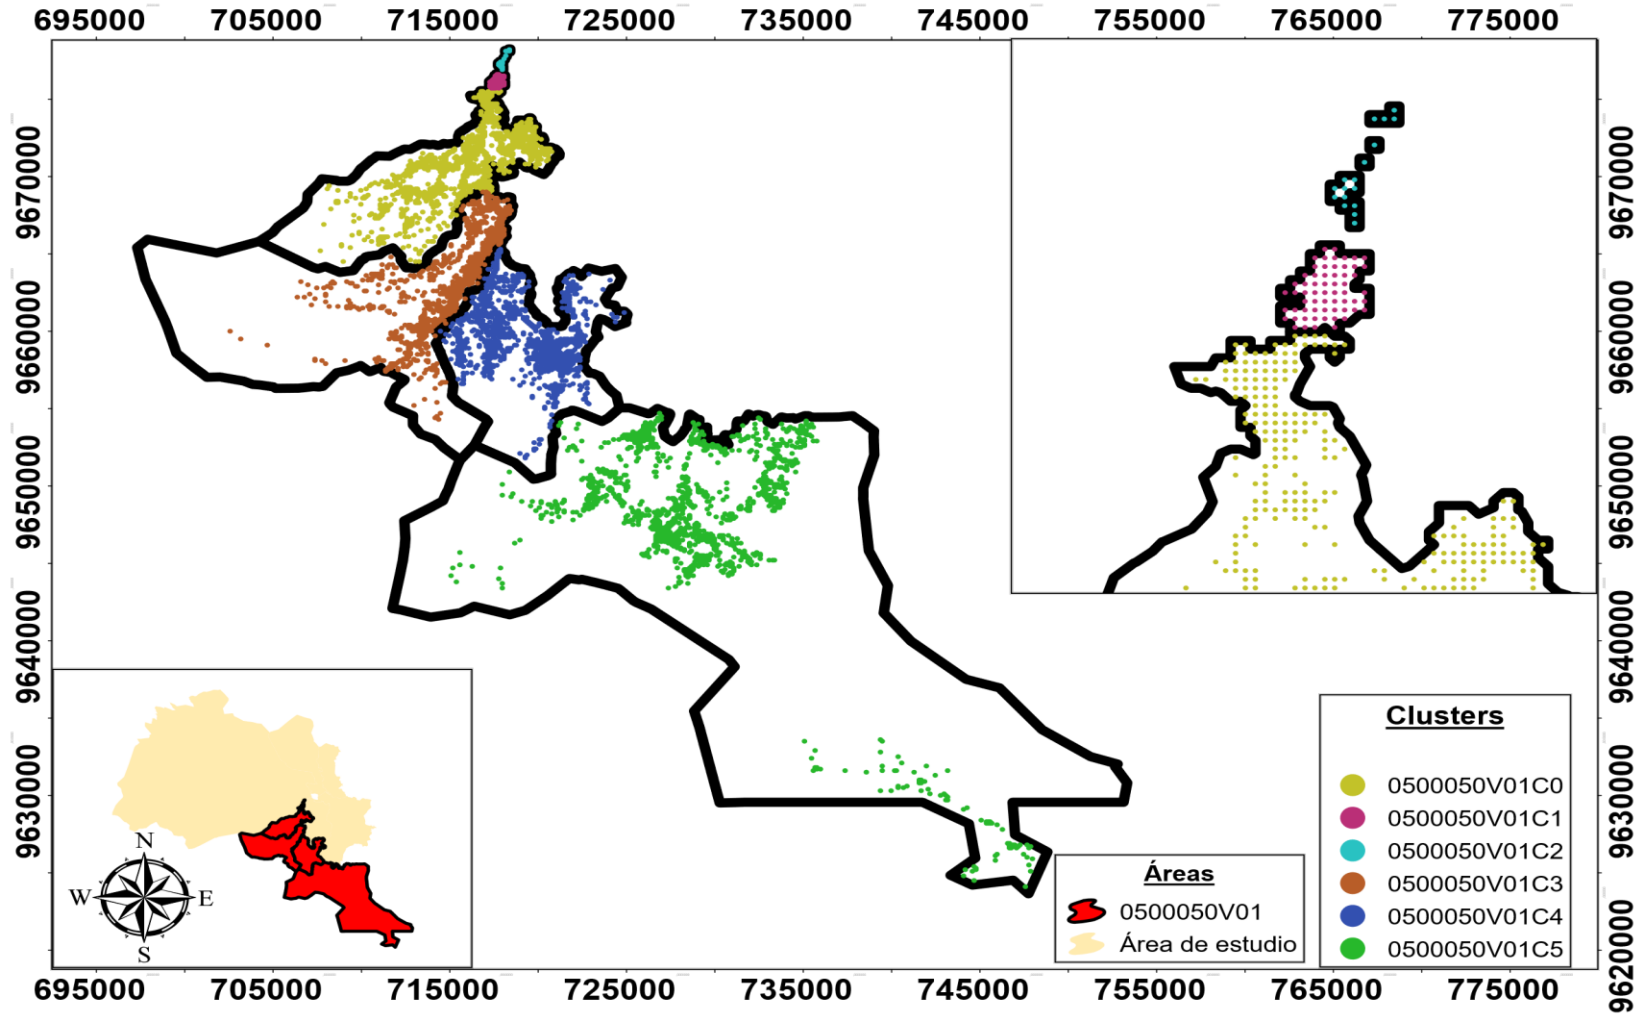 695000 705000 715000 725000 735000 745000 755000 765000 775000
9670000 9670000
9660000 9660000
9650000 9650000
9640000 9640000
9630000 9630000
9620000
N
W E
S
Áreas
0500050V01
Área de estudio
Clusters
0500050V01C0
0500050V01C1
0500050V01C2
0500050V01C3
0500050V01C4
0500050V01C5
695000 705000 715000 725000 735000 745000 755000 765000 775000